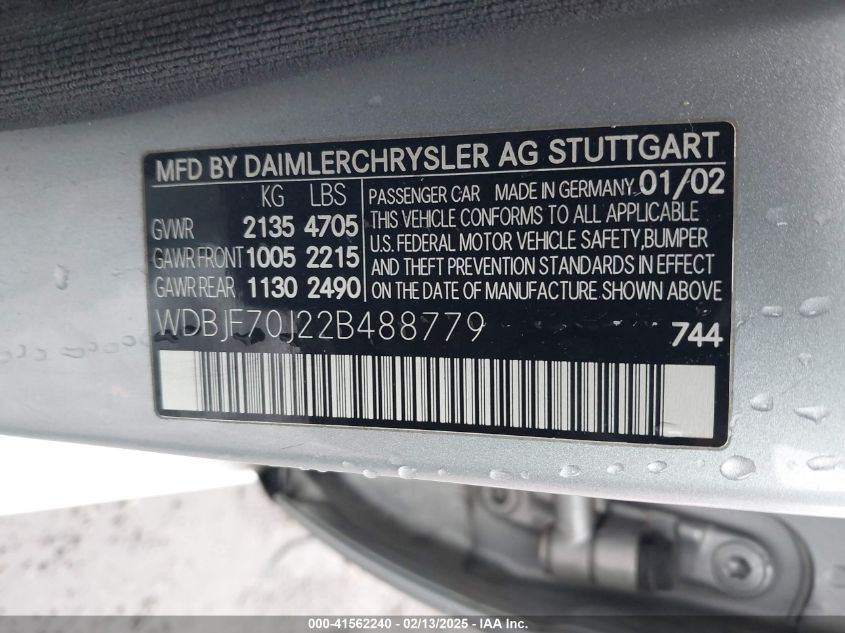 MFD BY DAIMLERCHRYSLER AG STUTTGART
KG LBS
GVWR 2135 4705
GAWR FRONT 1005 2215
GAWR REAR 1130 2490
PASSENGER CAR MADE IN GERMANY 01/02
THIS VEHICLE CONFORMS TO ALL APPLICABLE
U.S. FEDERAL MOTOR VEHICLE SAFETY,BUMPER
AND THEFT PREVENTION STANDARDS IN EFFECT
ON THE DATE OF MANUFACTURE SHOWN ABOVE
WDBJF70J22B488779
744
000-41562240 - 02/13/2025 - IAA Inc.